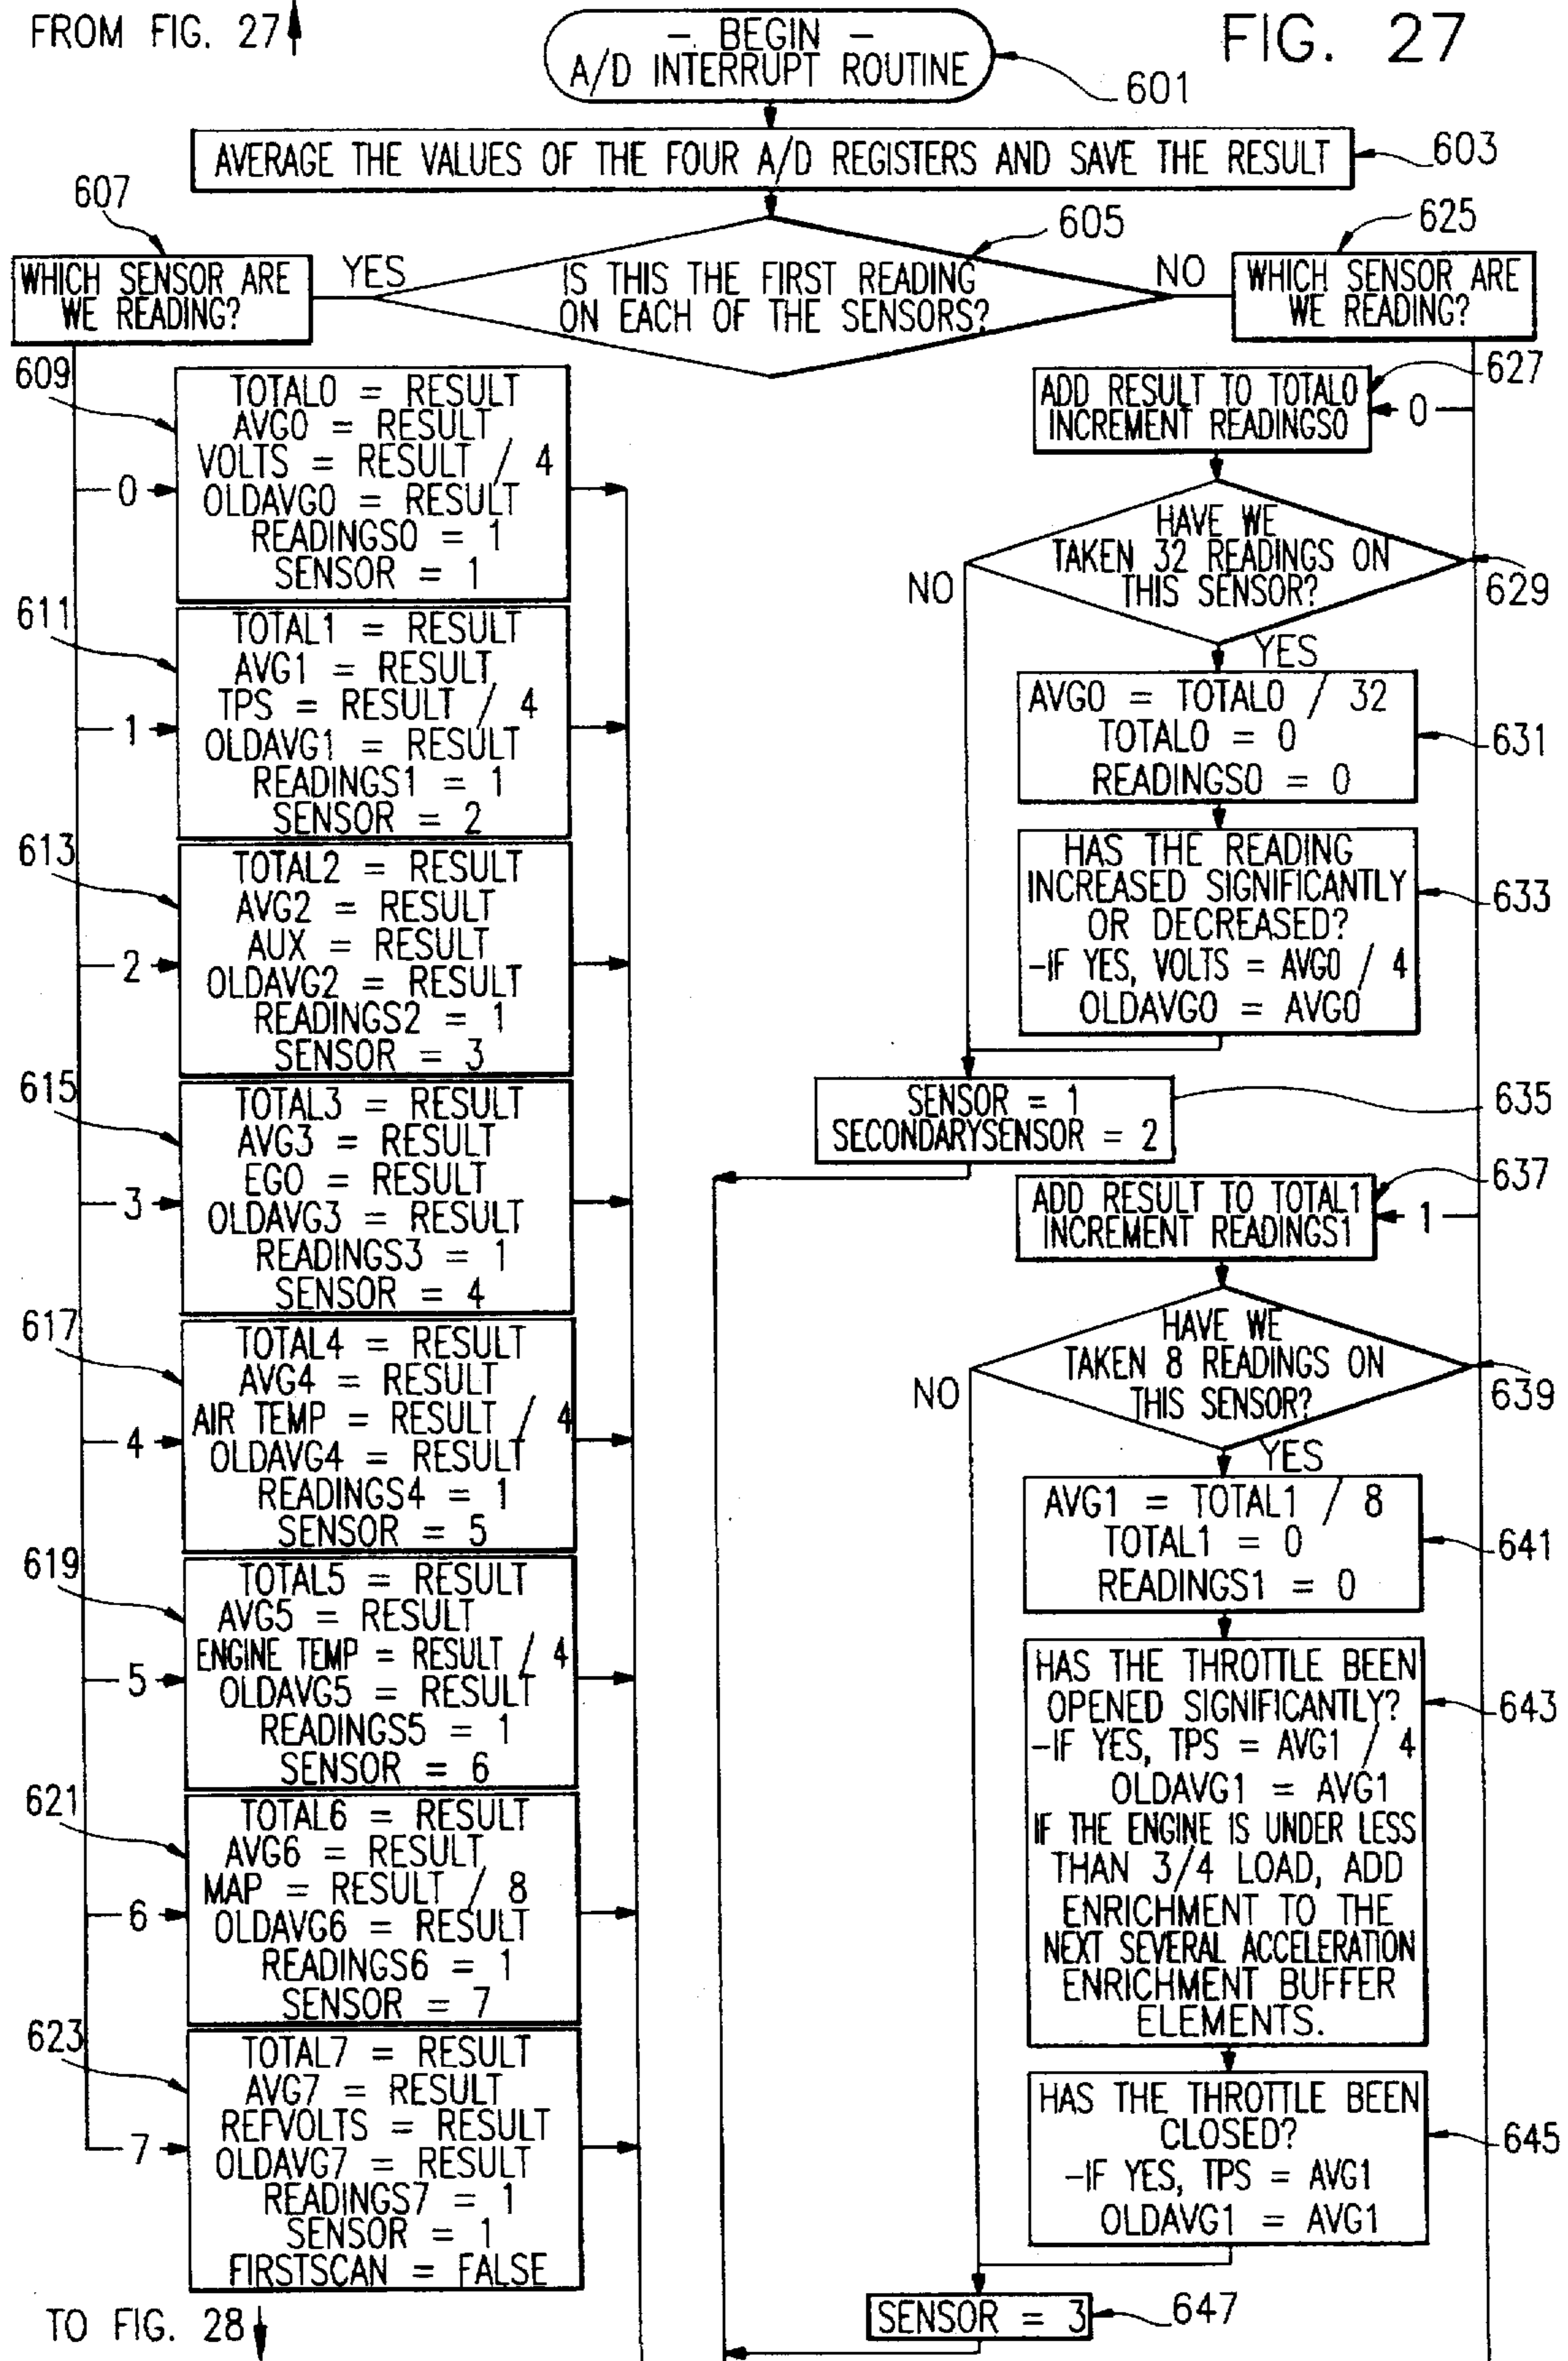 FROM FIG. 27
FIG. 27
- BEGIN -
A/D INTERRUPT ROUTINE
601
AVERAGE THE VALUES OF THE FOUR A/D REGISTERS AND SAVE THE RESULT
603
607
605
625
WHICH SENSOR ARE
WE READING?
YES
IS THIS THE FIRST READING
ON EACH OF THE SENSORS?
NO
WHICH SENSOR ARE
WE READING?
609
0
TOTAL0 = RESULT
AVG0 = RESULT
VOLTS = RESULT / 4
OLDAVG0 = RESULT
READINGS0 = 1
SENSOR = 1
611
1
TOTAL1 = RESULT
AVG1 = RESULT
TPS = RESULT / 4
OLDAVG1 = RESULT
READINGS1 = 1
SENSOR = 2
613
2
TOTAL2 = RESULT
AVG2 = RESULT
AUX = RESULT
OLDAVG2 = RESULT
READINGS2 = 1
SENSOR = 3
615
3
TOTAL3 = RESULT
AVG3 = RESULT
EGO = RESULT
OLDAVG3 = RESULT
READINGS3 = 1
SENSOR = 4
617
4
TOTAL4 = RESULT
AVG4 = RESULT
AIR TEMP = RESULT / 4
OLDAVG4 = RESULT
READINGS4 = 1
SENSOR = 5
619
5
TOTAL5 = RESULT
AVG5 = RESULT
ENGINE TEMP = RESULT / 4
OLDAVG5 = RESULT
READINGS5 = 1
SENSOR = 6
621
6
TOTAL6 = RESULT
AVG6 = RESULT
MAP = RESULT / 8
OLDAVG6 = RESULT
READINGS6 = 1
SENSOR = 7
623
7
TOTAL7 = RESULT
AVG7 = RESULT
REFVOLTS = RESULT
OLDAVG7 = RESULT
READINGS7 = 1
SENSOR = 1
FIRSTSCAN = FALSE
TO FIG. 28
627
0
ADD RESULT TO TOTAL0
INCREMENT READINGS0
HAVE WE
TAKEN 32 READINGS ON
THIS SENSOR?
NO
629
YES
AVG0 = TOTAL0 / 32
TOTAL0 = 0
READINGS0 = 0
631
HAS THE READING
INCREASED SIGNIFICANTLY
OR DECREASED?
-IF YES, VOLTS = AVG0 / 4
OLDAVG0 = AVG0
633
SENSOR = 1
SECONDARYSENSOR = 2
635
637
1
ADD RESULT TO TOTAL1
INCREMENT READINGS1
HAVE WE
TAKEN 8 READINGS ON
THIS SENSOR?
NO
639
YES
AVG1 = TOTAL1 / 8
TOTAL1 = 0
READINGS1 = 0
641
HAS THE THROTTLE BEEN
OPENED SIGNIFICANTLY?
-IF YES, TPS = AVG1 / 4
OLDAVG1 = AVG1
IF THE ENGINE IS UNDER LESS
THAN 3/4 LOAD, ADD
ENRICHMENT TO THE
NEXT SEVERAL ACCELERATION
ENRICHMENT BUFFER
ELEMENTS.
643
HAS THE THROTTLE BEEN
CLOSED?
-IF YES, TPS = AVG1
OLDAVG1 = AVG1
645
SENSOR = 3
647